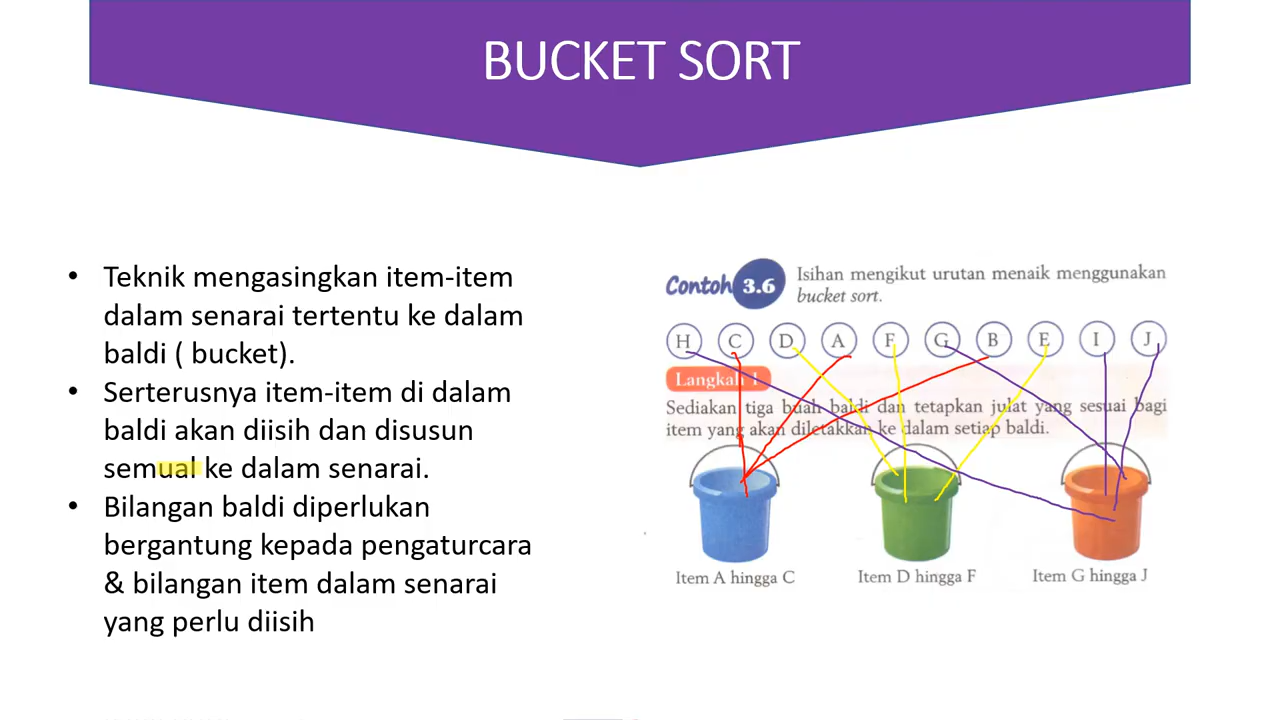 BUCKET SORT
• Teknik mengasingkan item-item
dalam senarai tertentu ke dalam
baldi ( bucket).
• Serterusnya item-item di dalam
baldi akan diisih dan disusun
semual ke dalam senarai.
• Bilangan baldi diperlukan
bergantung kepada pengaturcara
& bilangan item dalam senarai
yang perlu diisih
Contoh 3.6 Isihan mengikut urutan menaik menggunakan
bucket sort.
H C D A F G B E I J
Langkah 1
Sediakan tiga buah baldi dan tetapkan julat yang sesuai bagi
item yang akan diletakkan ke dalam setiap baldi.
Item A hingga C Item D hingga F Item G hingga J